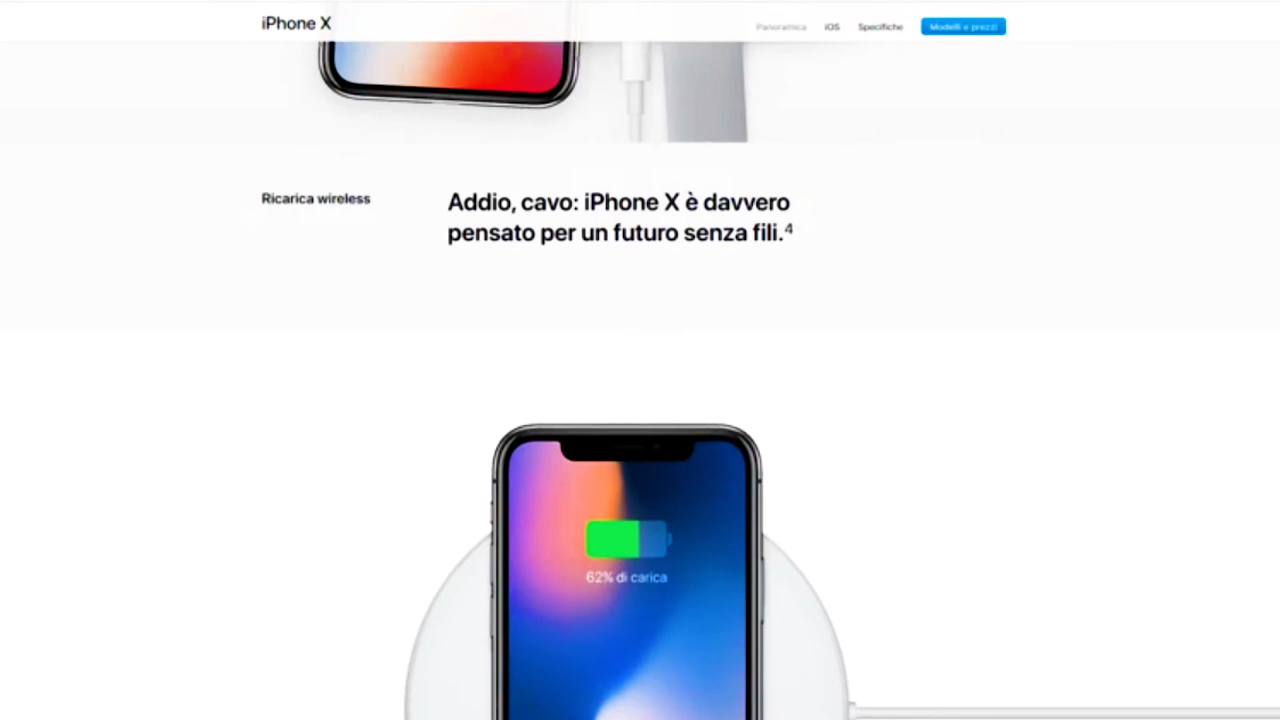 iPhone X
Panoramica iOS Specifiche Modelli e prezzi
Ricarica wireless
Addio, cavo: iPhone X è davvero
pensato per un futuro senza fili.⁴
62% di carica